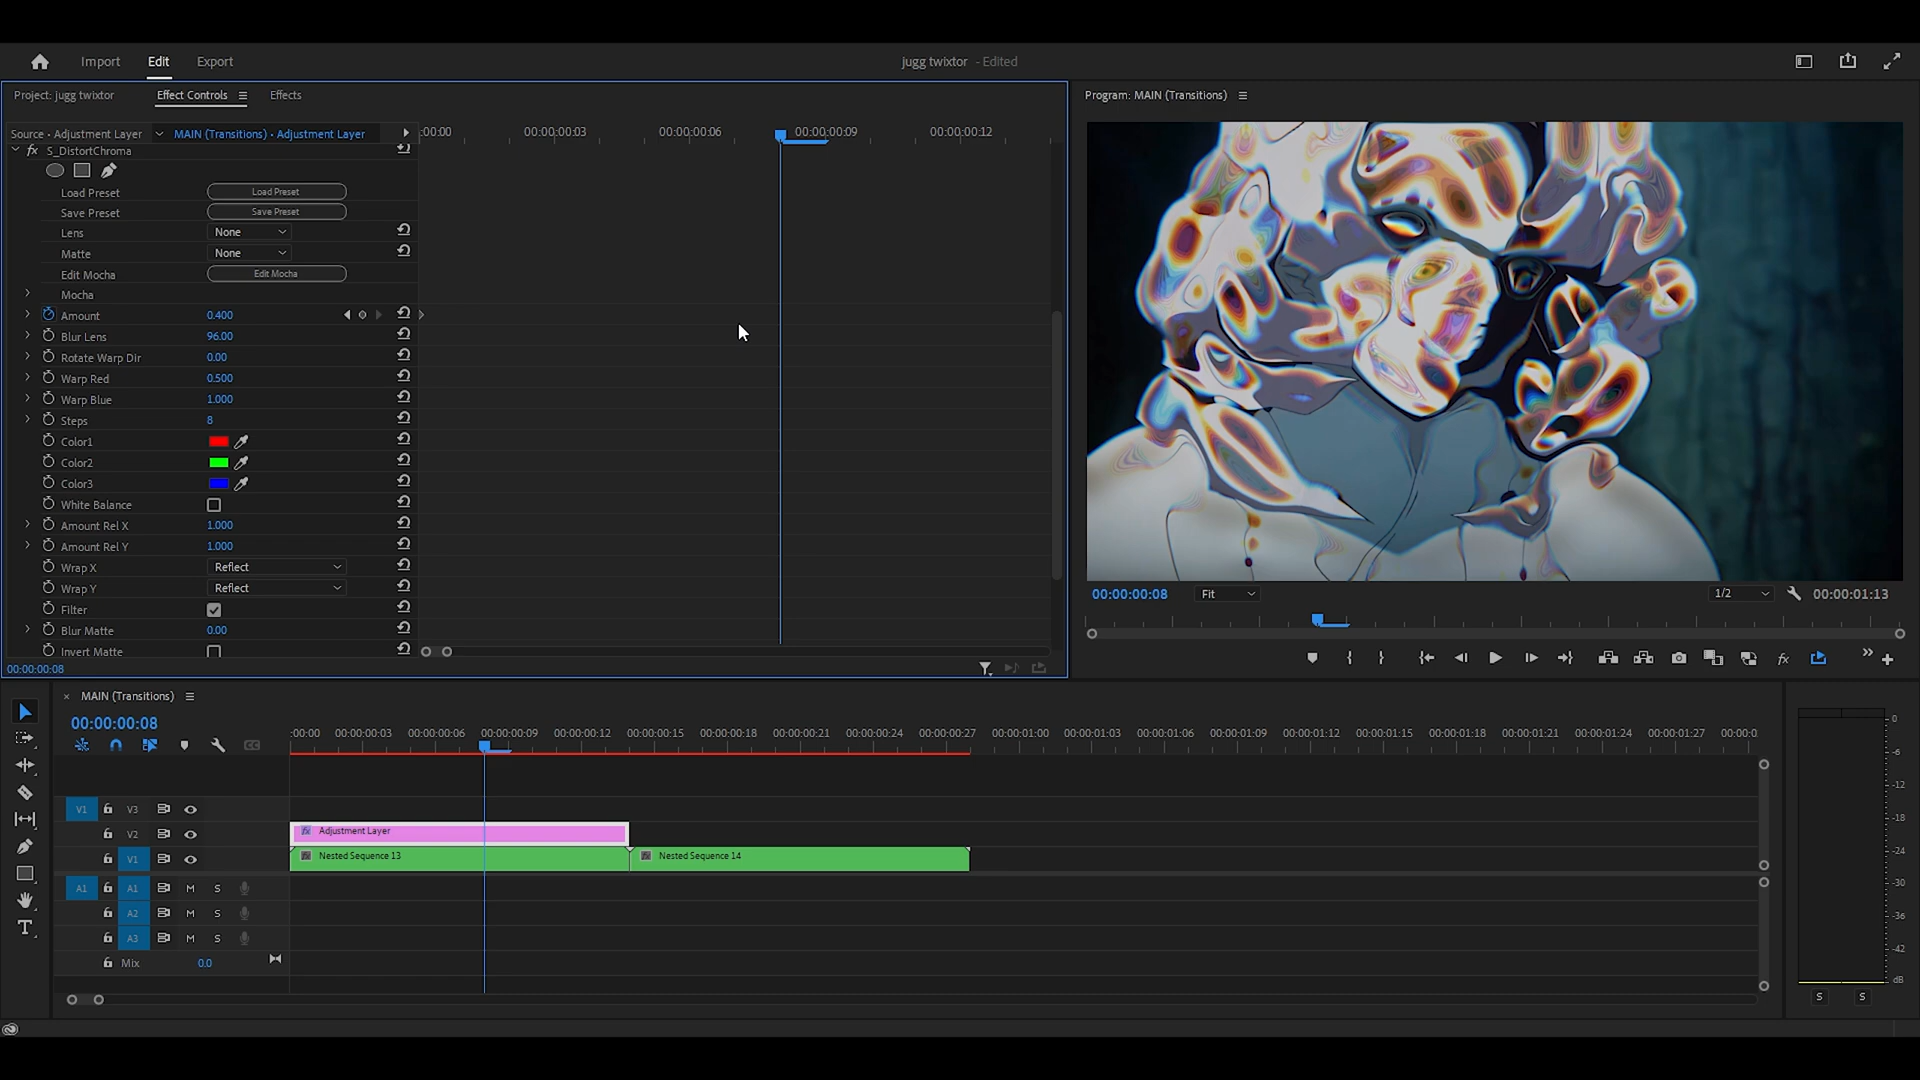 Import Edit Export
jugg twixtor - Edited
Project: jugg twixtor Effect Controls Effects
Program: MAIN (Transitions)
Source • Adjustment Layer MAIN (Transitions) • Adjustment Layer
:00:00 00:00:00:03 00:00:00:06 00:00:00:09 00:00:00:12
fx S_DistortChroma
Load Preset Load Preset
Save Preset Save Preset
Lens None
Matte None
Edit Mocha Edit Mocha
Mocha
Amount 0.400
Blur Lens 96.00
Rotate Warp Dir 0.00
Warp Red 0.500
Warp Blue 1.000
Steps 8
Color1
Color2
Color3
White Balance
Amount Rel X 1.000
Amount Rel Y 1.000
Wrap X Reflect
Wrap Y Reflect
Filter
Blur Matte 0.00
Invert Matte
00:00:00:08
00:00:00:08 Fit 1/2 00:00:01:13
fx
MAIN (Transitions)
00:00:00:08
:00:00 00:00:00:03 00:00:00:06 00:00:00:09 00:00:00:12 00:00:00:15 00:00:00:18 00:00:00:21 00:00:00:24 00:00:00:27 00:00:01:00 00:00:01:03 00:00:01:06 00:00:01:09 00:00:01:12 00:00:01:15 00:00:01:18 00:00:01:21 00:00:01:24 00:00:01:27 00:00:0
CC
V1 V3
V2 fx Adjustment Layer
V1 fx Nested Sequence 13 fx Nested Sequence 14
A1 A1 M S
A2 M S
A3 M S
Mix 0.0
0
-6
-12
-18
-24
-30
-36
-42
dB
S S